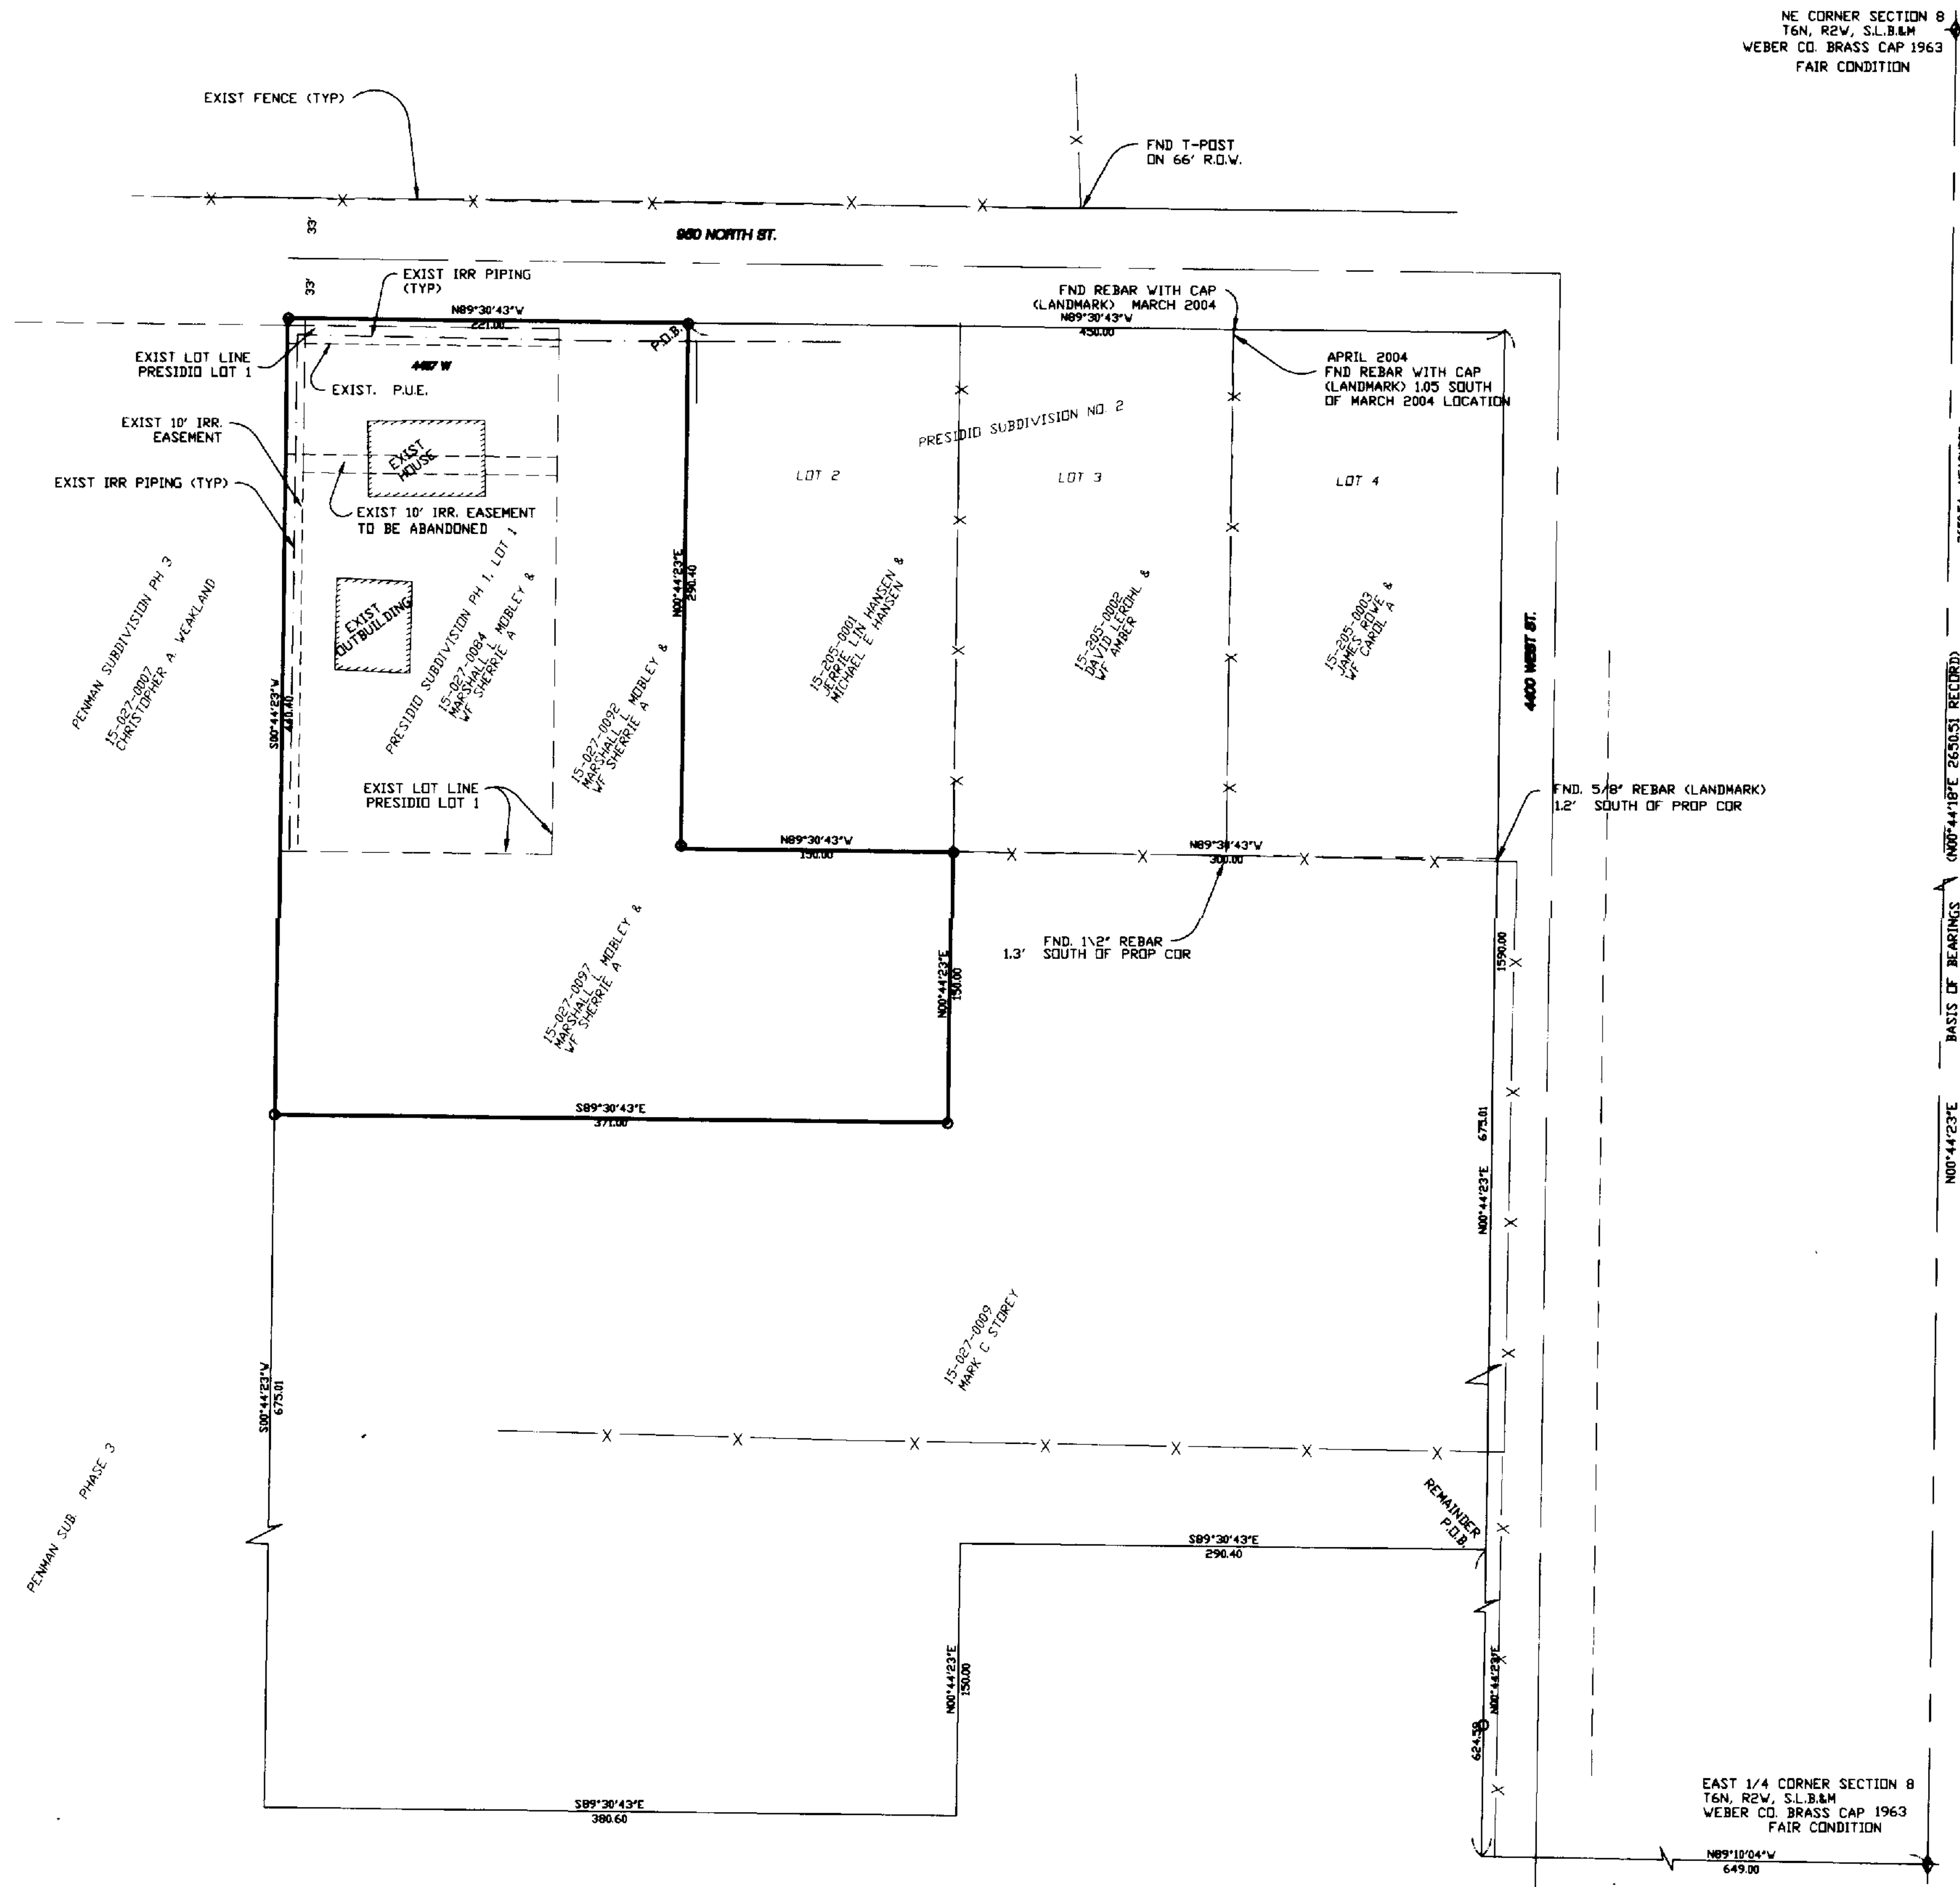 NE CORNER SECTION 8
T6N, R2W, S.L.B.&M
WEBER CO. BRASS CAP 1963
FAIR CONDITION
EXIST FENCE (TYP)
FND T-POST
ON 66' R.O.W.
33'
950 NORTH ST.
33'
EXIST IRR PIPING
(TYP)
FND REBAR WITH CAP
(LANDMARK) MARCH 2004
N89°30'43"W
221.00
P.O.B.
N89°30'43"W
450.00
EXIST LOT LINE
PRESIDIO LOT 1
4487 W
EXIST. P.U.E.
APRIL 2004
FND REBAR WITH CAP
(LANDMARK) 1.05 SOUTH
OF MARCH 2004 LOCATION
EXIST 10' IRR.
EASEMENT
EXIST
HOUSE
PRESIDIO SUBDIVISION NO. 2
LOT 2
LOT 3
LOT 4
EXIST IRR PIPING (TYP)
EXIST 10' IRR. EASEMENT
TO BE ABANDONED
PENMAN SUBDIVISION PH 3
15-027-0007
CHRISTOPHER A. WEAKLAND
EXIST
OUTBUILDING
PRESIDIO SUBDIVISION PH 1, LOT 1
15-027-0084
MARSHALL L MOBLEY &
WF SHERRIE A
15-027-0092
MARSHALL L MOBLEY &
WF SHERRIE A
N00°44'23"E
290.40
15-205-0001
JERRIE LIN HANSEN &
MICHAEL E HANSEN
15-205-0002
DAVID LEROHL &
WF AMBER
15-205-0003
JAMES ROWE &
WF CAROL A
4400 WEST ST.
S00°44'23"W
440.40
EXIST LOT LINE
PRESIDIO LOT 1
FND. 5/8" REBAR (LANDMARK)
1.2' SOUTH OF PROP COR
N89°30'43"W
150.00
N89°30'43"W
300.00
(N00°44'18"E 2650.51 RECORD)
BASIS OF BEARINGS
N00°44'23"E
15-027-0097
MARSHALL L MOBLEY &
WF SHERRIE A
FND. 1\2" REBAR
1.3' SOUTH OF PROP COR
N00°44'23"E
150.00
1590.00
S89°30'43"E
371.00
N00°44'23"E 675.01
15-027-0009
MARK C STOREY
S00°44'23"W
675.01
PENMAN SUB. PHASE 3
REMAINDER
P.O.B.
S89°30'43"E
290.40
N00°44'23"E
150.00
N00°44'23"E
624.59
S89°30'43"E
380.60
EAST 1/4 CORNER SECTION 8
T6N, R2W, S.L.B.&M
WEBER CO. BRASS CAP 1963
FAIR CONDITION
N89°10'04"W
649.00